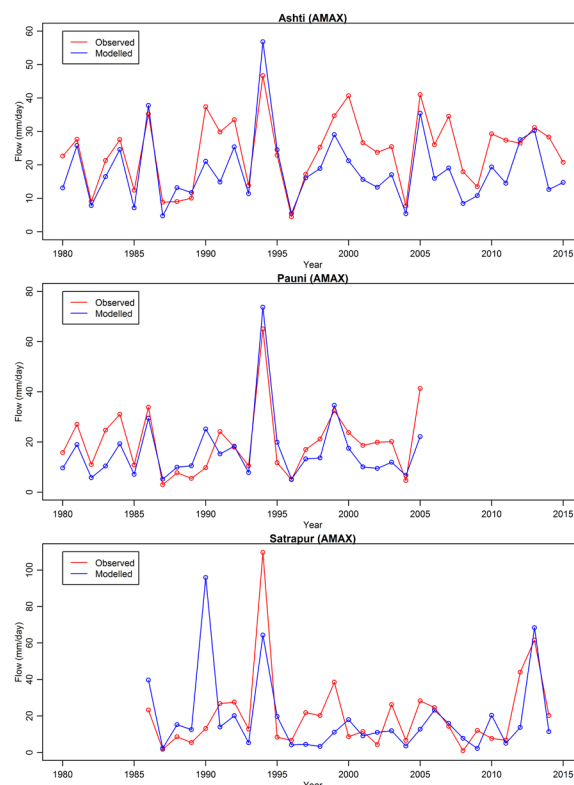 Ashti (AMAX)
Observed
Modelled
Flow (mm/day)
0 10 20 30 40 50 60
1980 1985 1990 1995 2000 2005 2010 2015
Year
Pauni (AMAX)
Observed
Modelled
Flow (mm/day)
0 20 40 60 80
1980 1985 1990 1995 2000 2005 2010 2015
Year
Satrapur (AMAX)
Observed
Modelled
Flow (mm/day)
0 20 40 60 80 100
1980 1985 1990 1995 2000 2005 2010 2015
Year